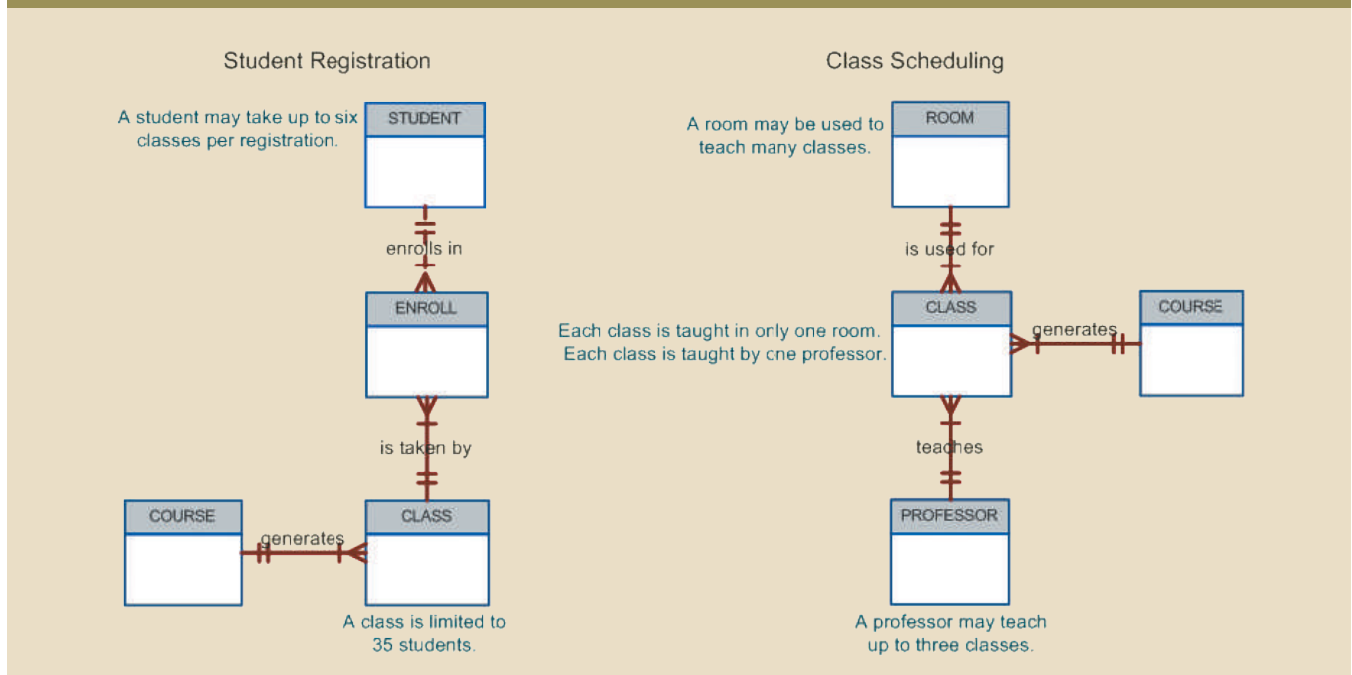 Student Registration
A student may take up to six
classes per registration.
STUDENT
enrolls in
ENROLL
is taken by
COURSE
generates
CLASS
A class is limited to
35 students.
Class Scheduling
A room may be used to
teach many classes.
ROOM
is used for
Each class is taught in only one room.
Each class is taught by one professor.
CLASS
generates
COURSE
teaches
PROFESSOR
A professor may teach
up to three classes.